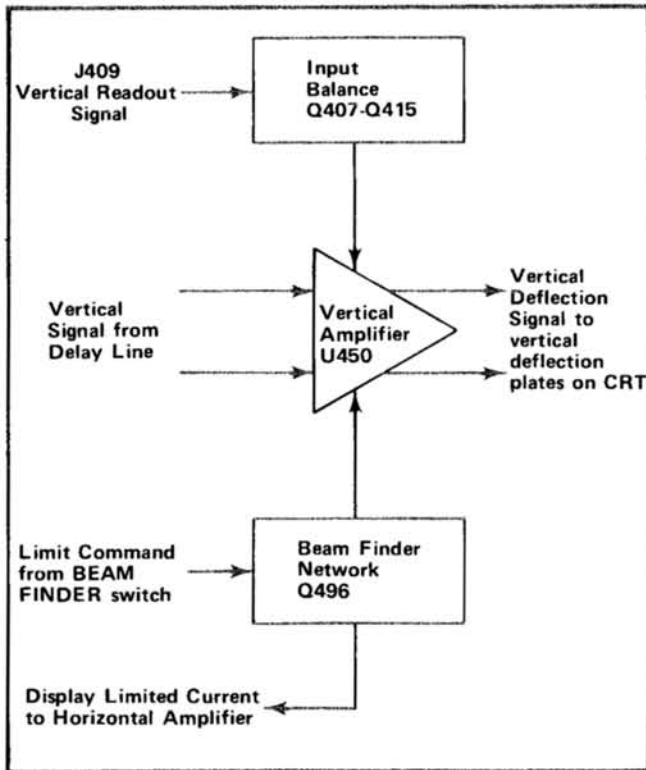 J409
Vertical Readout
Signal
Input
Balance
Q407-Q415
Vertical
Signal from
Delay Line
Vertical
Amplifier
U450
Vertical
Deflection
Signal to
vertical
deflection
plates on CRT
Limit Command
from BEAM
FINDER switch
Beam Finder
Network
Q496
Display Limited Current
to Horizontal Amplifier